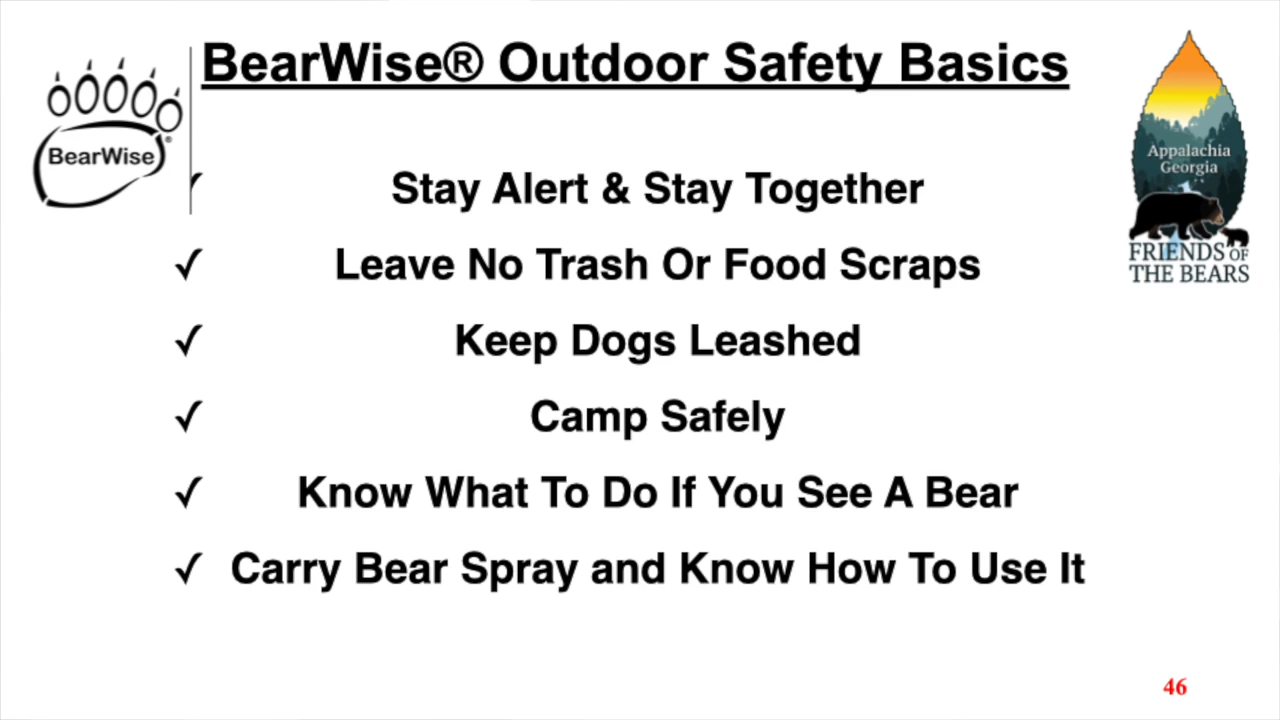 BearWise® Outdoor Safety Basics
BearWise®
Appalachia
Georgia
FRIENDS OF
THE BEARS
✓ Stay Alert & Stay Together
✓ Leave No Trash Or Food Scraps
✓ Keep Dogs Leashed
✓ Camp Safely
✓ Know What To Do If You See A Bear
✓ Carry Bear Spray and Know How To Use It
46